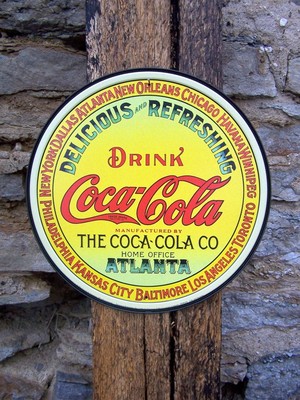 NEW YORK DALLAS ATLANTA NEW ORLEANS CHICAGO HAVANA WINNIPEG
DELICIOUS AND REFRESHING
DRINK
Coca-Cola
MANUFACTURED BY
THE COCA-COLA CO
HOME OFFICE
ATLANTA
PHILADELPHIA KANSAS CITY BALTIMORE LOS ANGELES TORONTO